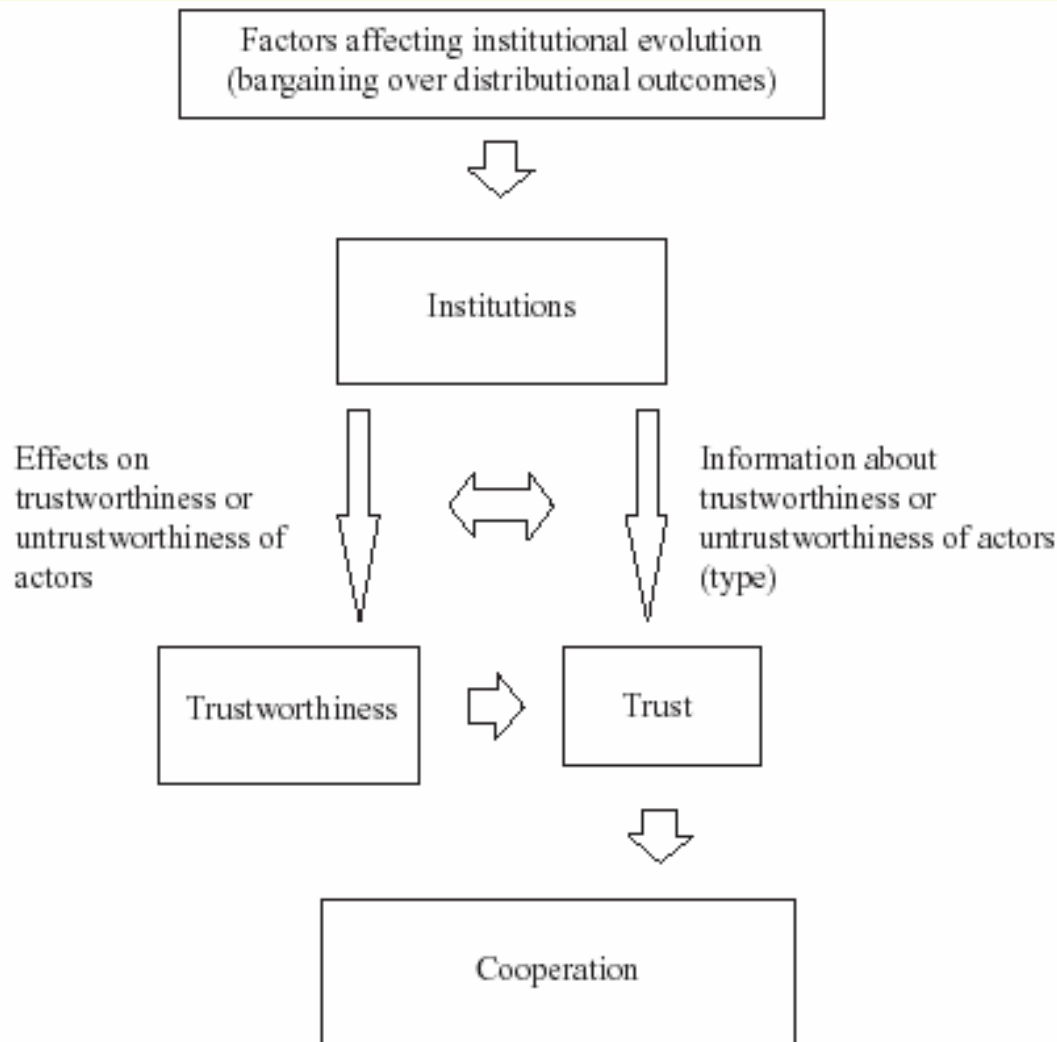 Factors affecting institutional evolution
(bargaining over distributional outcomes)
Institutions
Effects on
trustworthiness or
untrustworthiness of
actors
Information about
trustworthiness or
untrustworthiness of actors
(type)
Trustworthiness
Trust
Cooperation